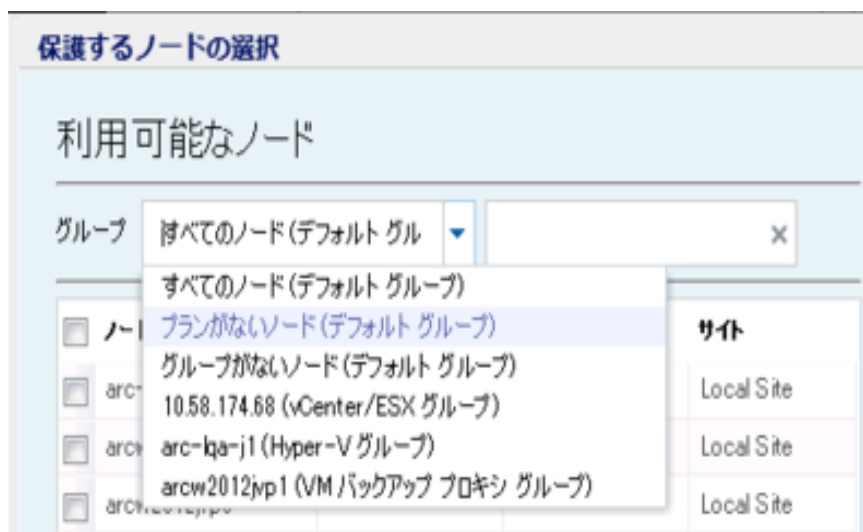 保護するノードの選択
利用可能なノード
グループ すべてのノード(デフォルト グル
すべてのノード(デフォルト グループ)
ノー プランがないノード(デフォルト グループ) サイト
グループがないノード(デフォルト グループ)
arc- 10.58.174.68 (vCenter/ESX グループ) Local Site
arcw arc-lqa-j1 (Hyper-V グループ) Local Site
arcw2012jvp1 (VM バックアップ プロキシ グループ)
Local Site